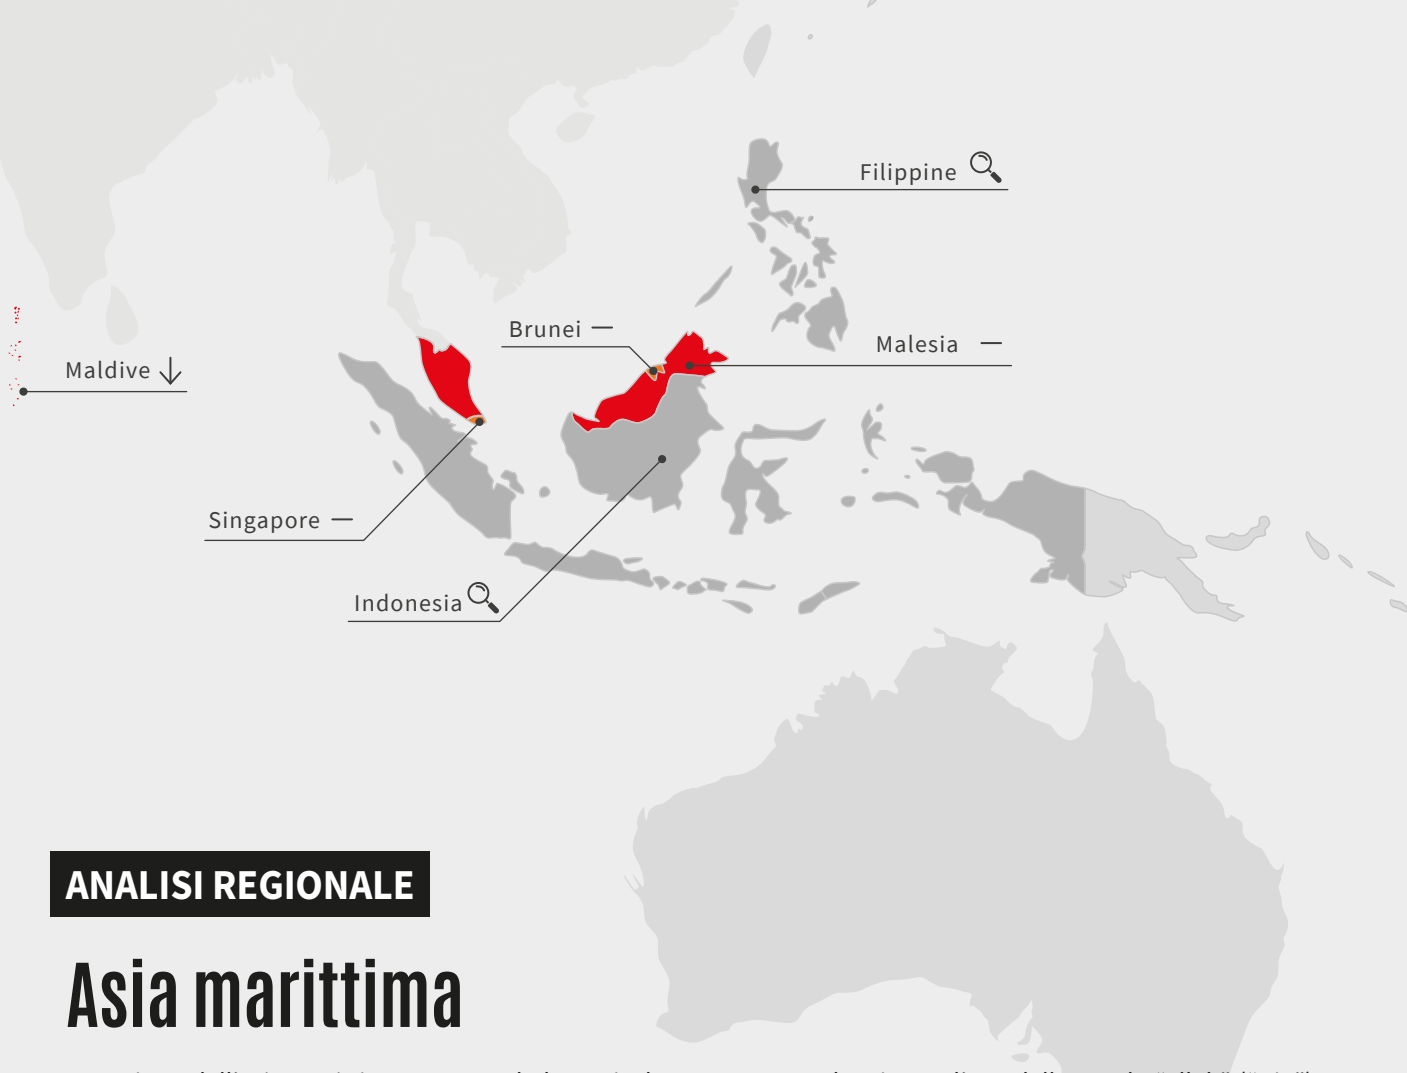 Filippine
Brunei
Malesia
Maldive
Singapore
Indonesia
ANALISI REGIONALE
Asia marittima